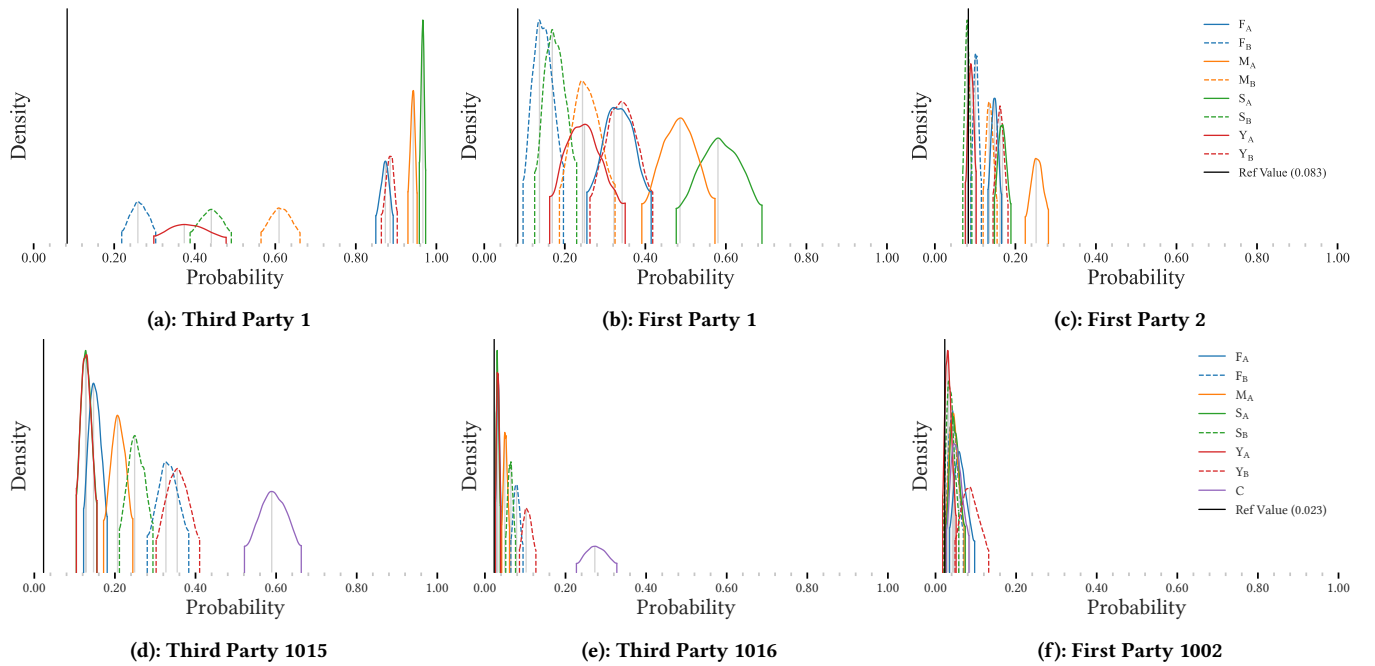 Density
0.00 0.20 0.40 0.60 0.80 1.00
Probability
(a): Third Party 1
Density
0.00 0.20 0.40 0.60 0.80 1.00
Probability
(b): First Party 1
Density
0.00 0.20 0.40 0.60 0.80 1.00
Probability
(c): First Party 2
F_A
F_B
M_A
M_B
S_A
S_B
Y_A
Y_B
Ref Value (0.083)
Density
0.00 0.20 0.40 0.60 0.80 1.00
Probability
(d): Third Party 1015
Density
0.00 0.20 0.40 0.60 0.80 1.00
Probability
(e): Third Party 1016
Density
0.00 0.20 0.40 0.60 0.80 1.00
Probability
(f): First Party 1002
F_A
F_B
M_A
S_A
S_B
Y_A
Y_B
C
Ref Value (0.023)